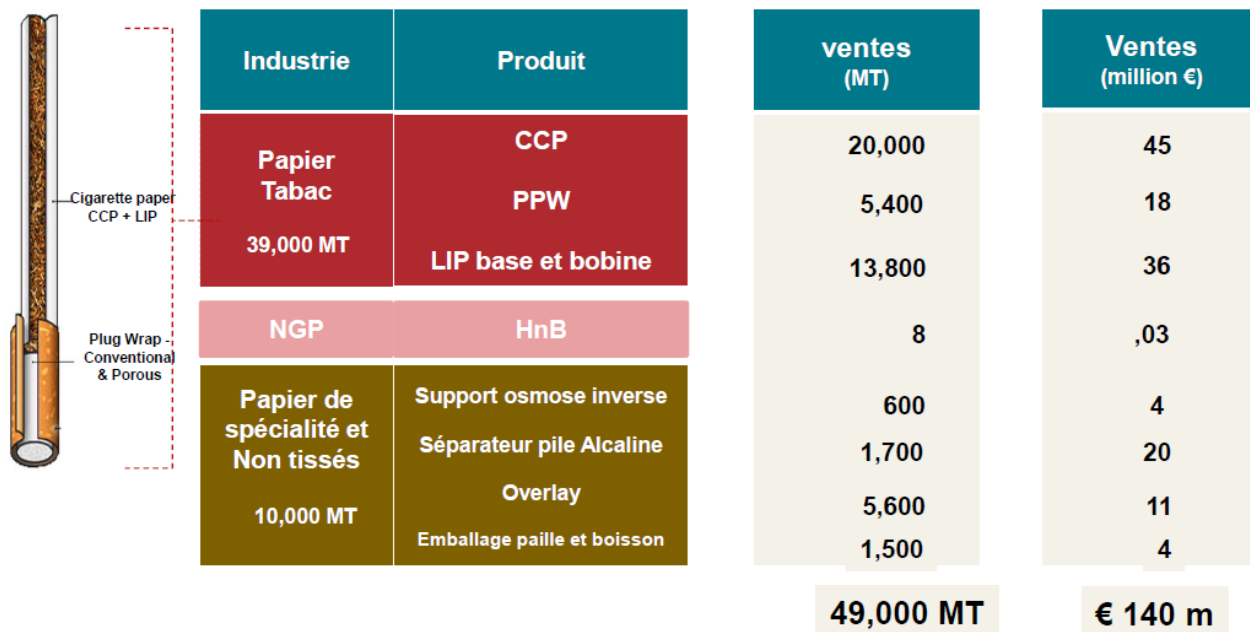 Cigarette paper
CCP + LIP
Plug Wrap -
Conventional
& Porous
Industrie
Produit
ventes
(MT)
Ventes
(million €)
Papier
Tabac
39,000 MT
CCP
20,000
45
PPW
5,400
18
LIP base et bobine
13,800
36
NGP
HnB
8
,03
Papier de
spécialité et
Non tissés
10,000 MT
Support osmose inverse
600
4
Séparateur pile Alcaline
1,700
20
Overlay
5,600
11
Emballage paille et boisson
1,500
4
49,000 MT
€ 140 m